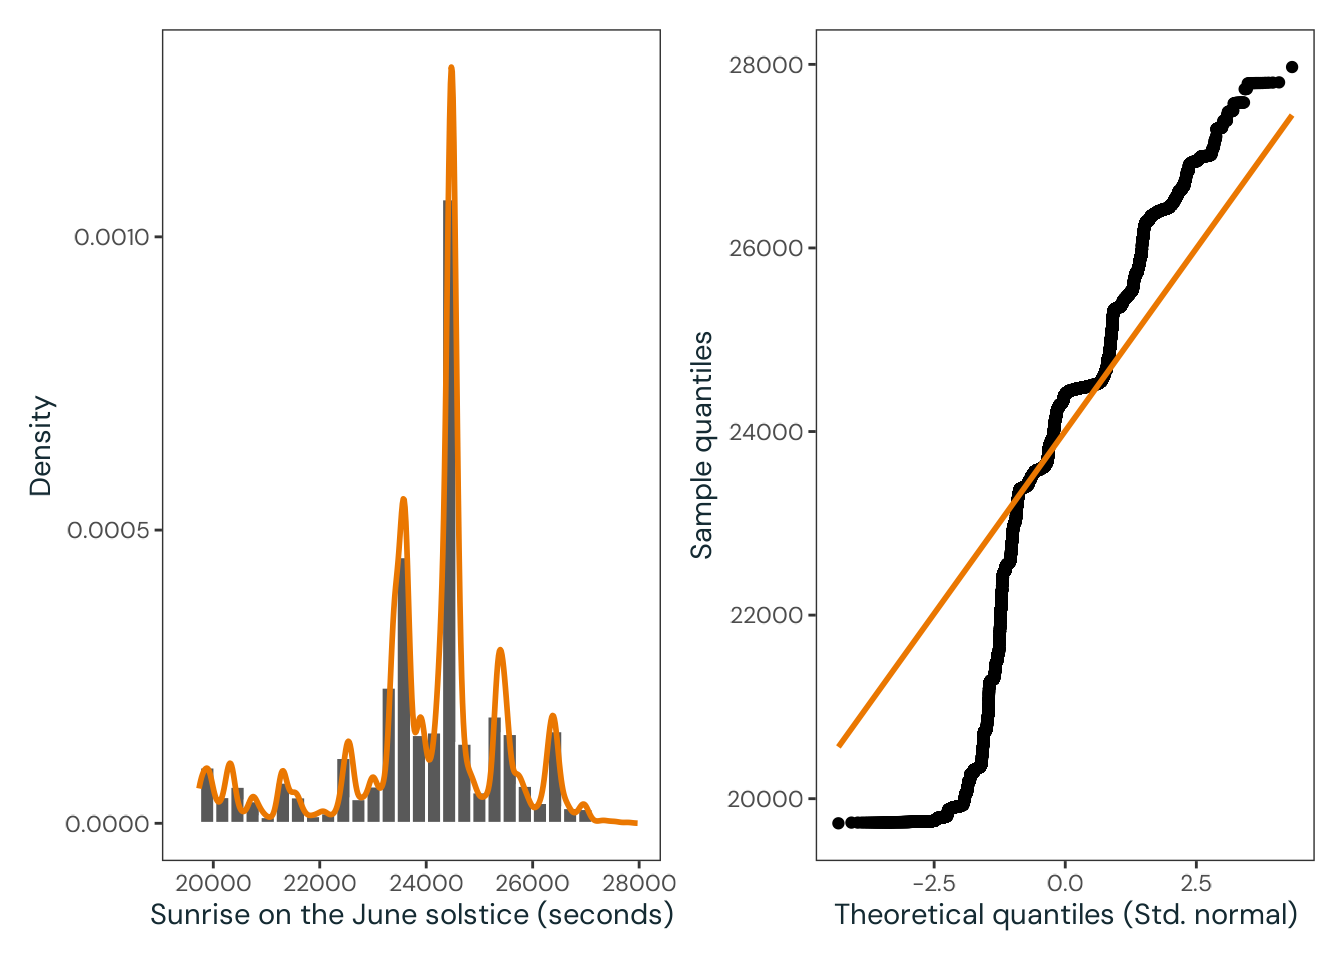 0.0010
0.0005
0.0000
Density
20000 22000 24000 26000 28000
Sunrise on the June solstice (seconds)
28000
26000
24000
22000
20000
Sample quantiles
−2.5 0.0 2.5
Theoretical quantiles (Std. normal)